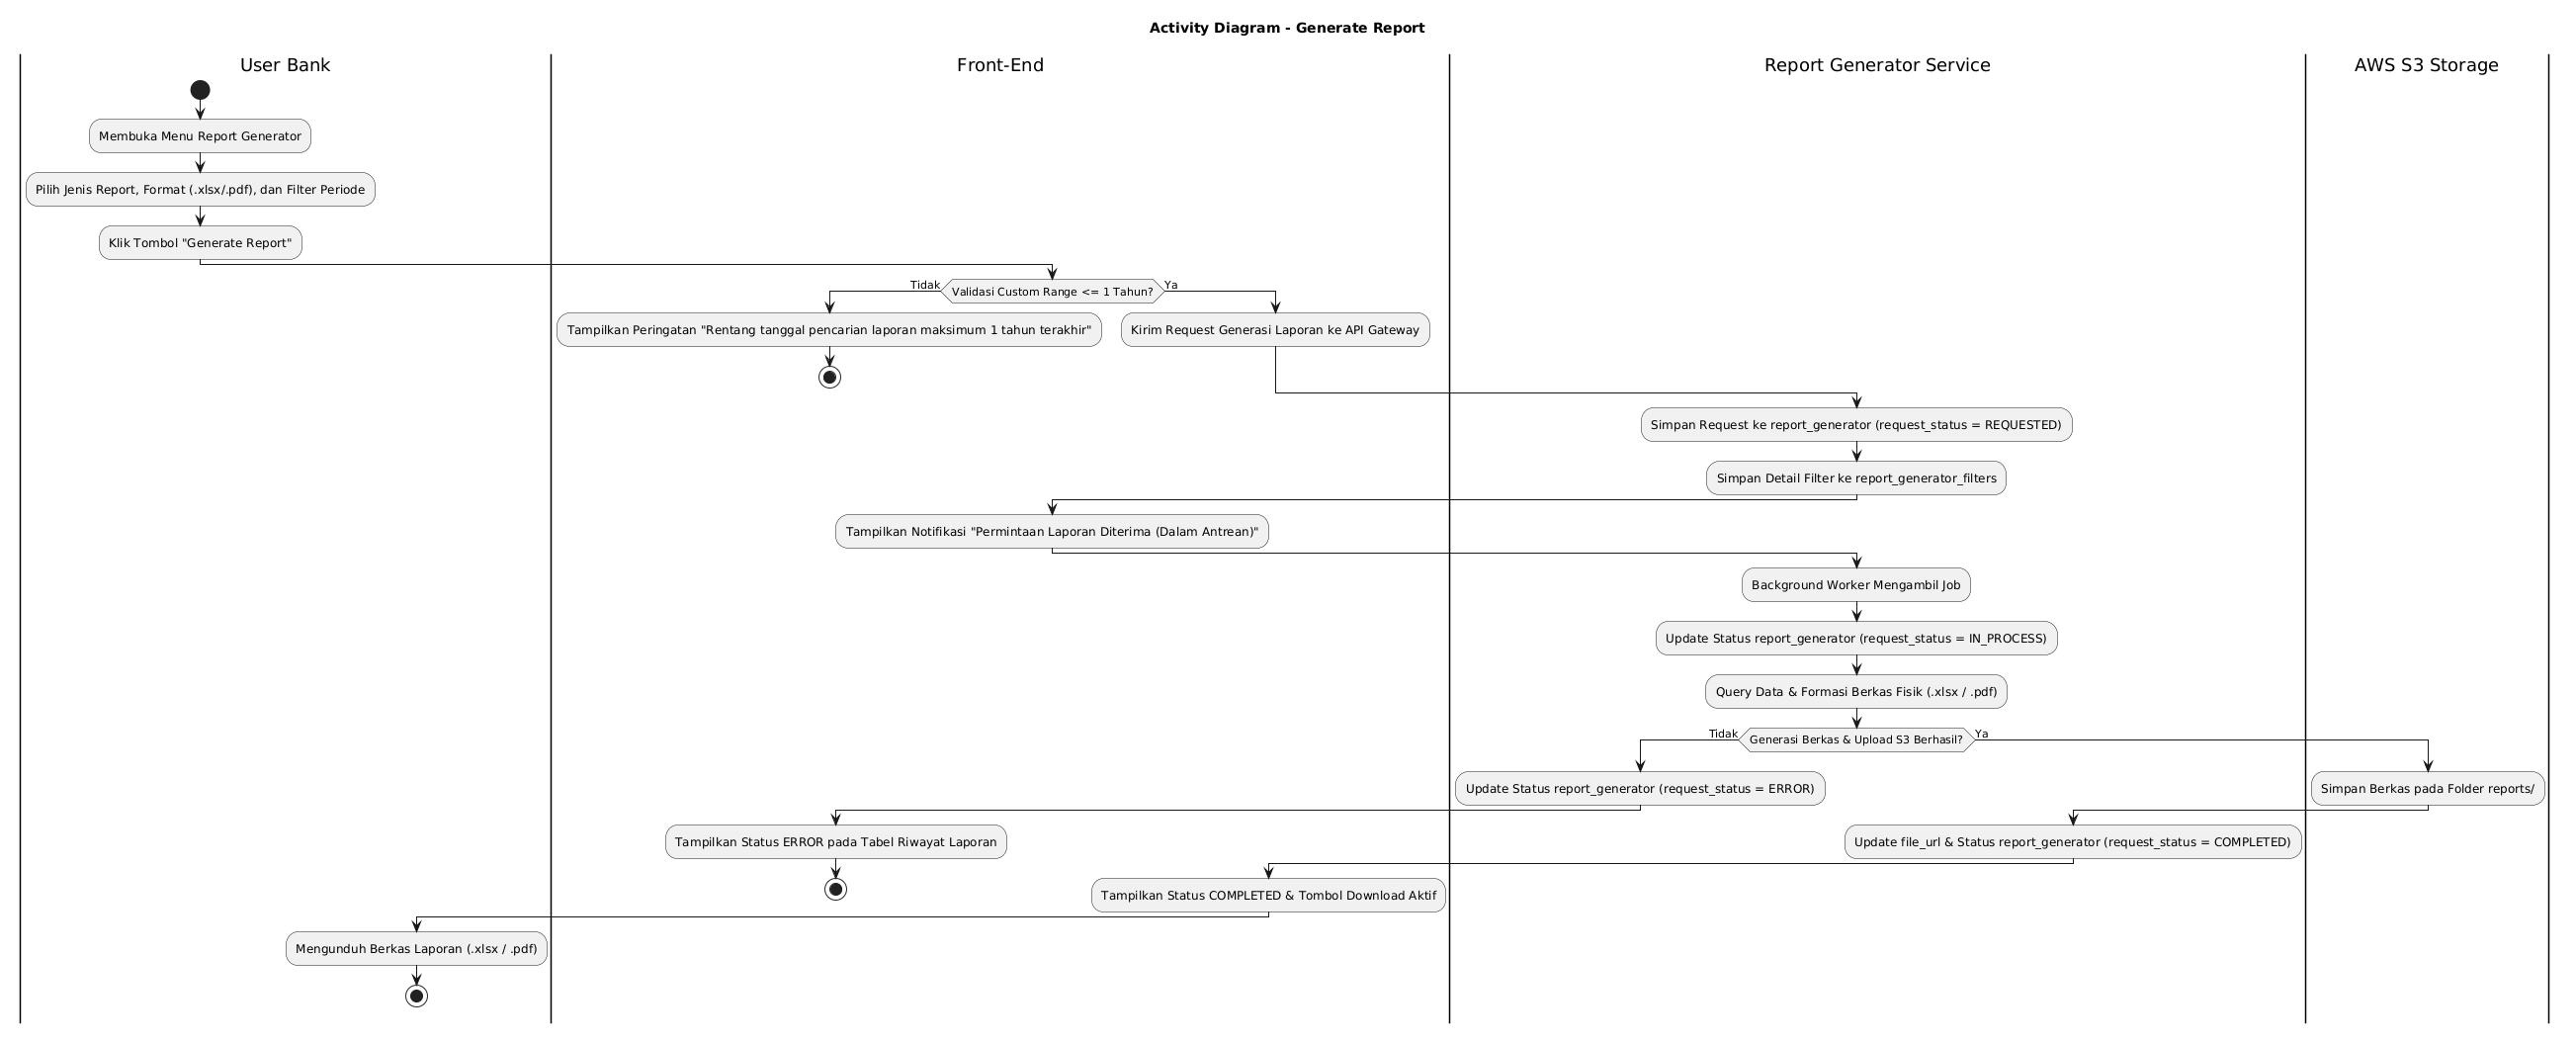 Activity Diagram - Generate Report
User Bank
Front-End
Report Generator Service
AWS S3 Storage
Membuka Menu Report Generator
Pilih Jenis Report, Format (.xlsx/.pdf), dan Filter Periode
Klik Tombol "Generate Report"
Validasi Custom Range <= 1 Tahun?
Tidak
Ya
Tampilkan Peringatan "Rentang tanggal pencarian laporan maksimum 1 tahun terakhir"
Kirim Request Generasi Laporan ke API Gateway
Simpan Request ke report_generator (request_status = REQUESTED)
Simpan Detail Filter ke report_generator_filters
Tampilkan Notifikasi "Permintaan Laporan Diterima (Dalam Antrean)"
Background Worker Mengambil Job
Update Status report_generator (request_status = IN_PROCESS)
Query Data & Formasi Berkas Fisik (.xlsx / .pdf)
Generasi Berkas & Upload S3 Berhasil?
Tidak
Ya
Update Status report_generator (request_status = ERROR)
Simpan Berkas pada Folder reports/
Tampilkan Status ERROR pada Tabel Riwayat Laporan
Update file_url & Status report_generator (request_status = COMPLETED)
Tampilkan Status COMPLETED & Tombol Download Aktif
Mengunduh Berkas Laporan (.xlsx / .pdf)